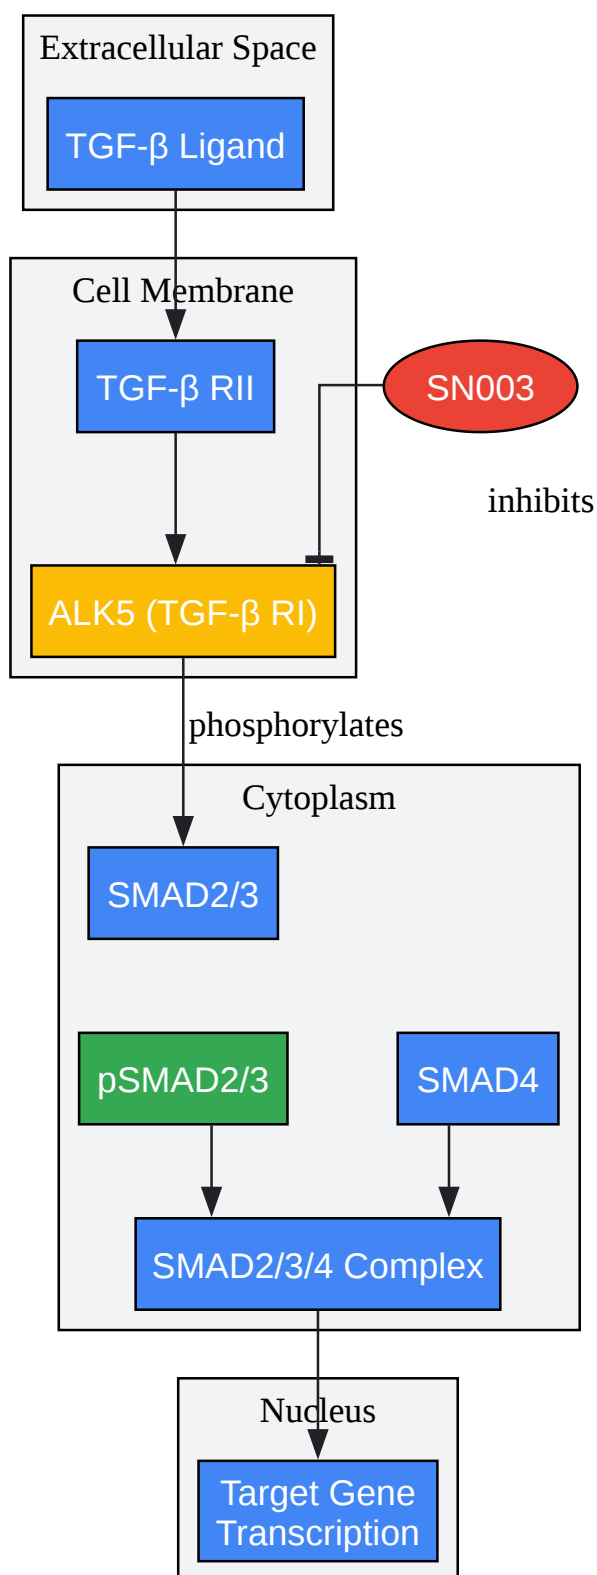 Extracellular Space
TGF-β Ligand
Cell Membrane
TGF-β RII
SN003
inhibits
ALK5 (TGF-β RI)
phosphorylates
Cytoplasm
SMAD2/3
pSMAD2/3
SMAD4
SMAD2/3/4 Complex
Nucleus
Target Gene
Transcription